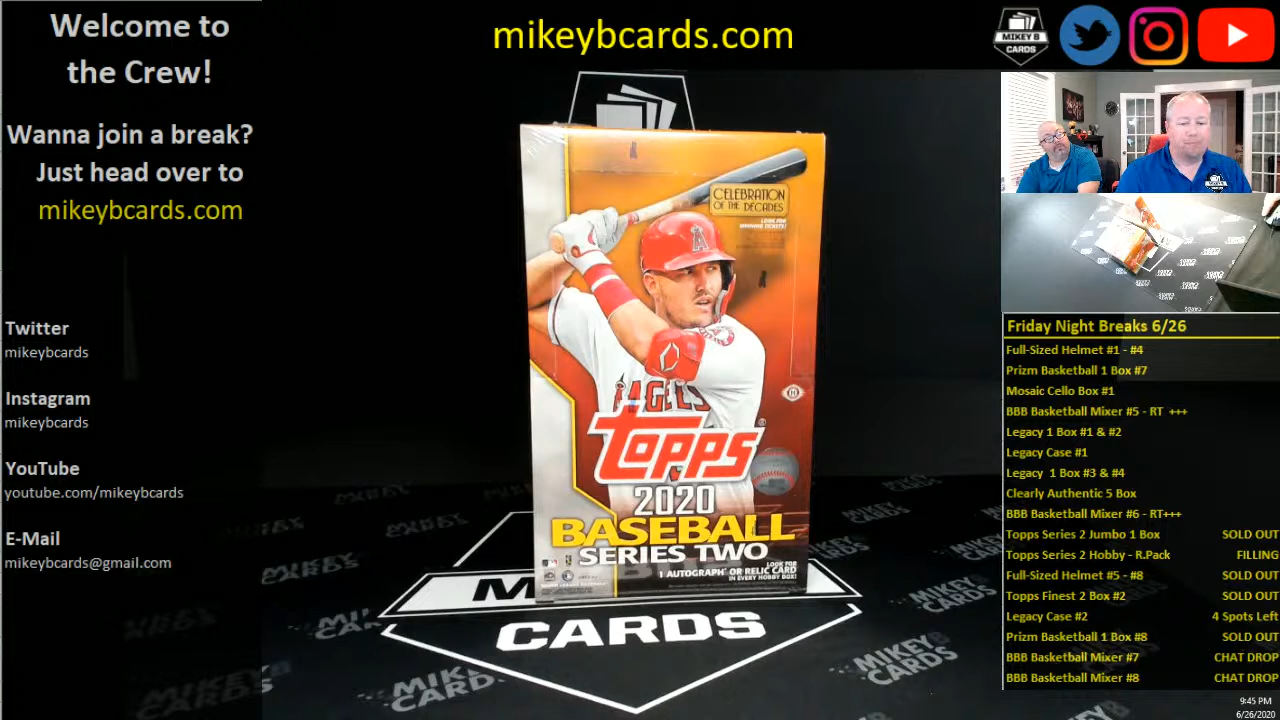 Welcome to
the Crew!
Wanna join a break?
Just head over to
mikeybcards.com
Twitter
mikeybcards
Instagram
mikeybcards
YouTube
youtube.com/mikeybcards
E-Mail
mikeybcards@gmail.com
mikeybcards.com
MIKEY B
CARDS
CELEBRATION
OF THE DECADES
LOOK FOR
WINNING TICKETS!
A
ANGELS
topps
2020
BASEBALL
SERIES TWO
LOOK FOR
1 AUTOGRAPH OR RELIC CARD
IN EVERY HOBBY BOX!
CARDS
MIKEY B
CARDS
Friday Night Breaks 6/26
Full-Sized Helmet #1 - #4
Prizm Basketball 1 Box #7
Mosaic Cello Box #1
BBB Basketball Mixer #5 - RT +++
Legacy 1 Box #1 & #2
Legacy Case #1
Legacy 1 Box #3 & #4
Clearly Authentic 5 Box
BBB Basketball Mixer #6 - RT+++
Topps Series 2 Jumbo 1 Box SOLD OUT
Topps Series 2 Hobby - R.Pack FILLING
Full-Sized Helmet #5 - #8 SOLD OUT
Topps Finest 2 Box #2 SOLD OUT
Legacy Case #2 4 Spots Left
Prizm Basketball 1 Box #8 SOLD OUT
BBB Basketball Mixer #7 CHAT DROP
BBB Basketball Mixer #8 CHAT DROP
9:45 PM
6/26/2020